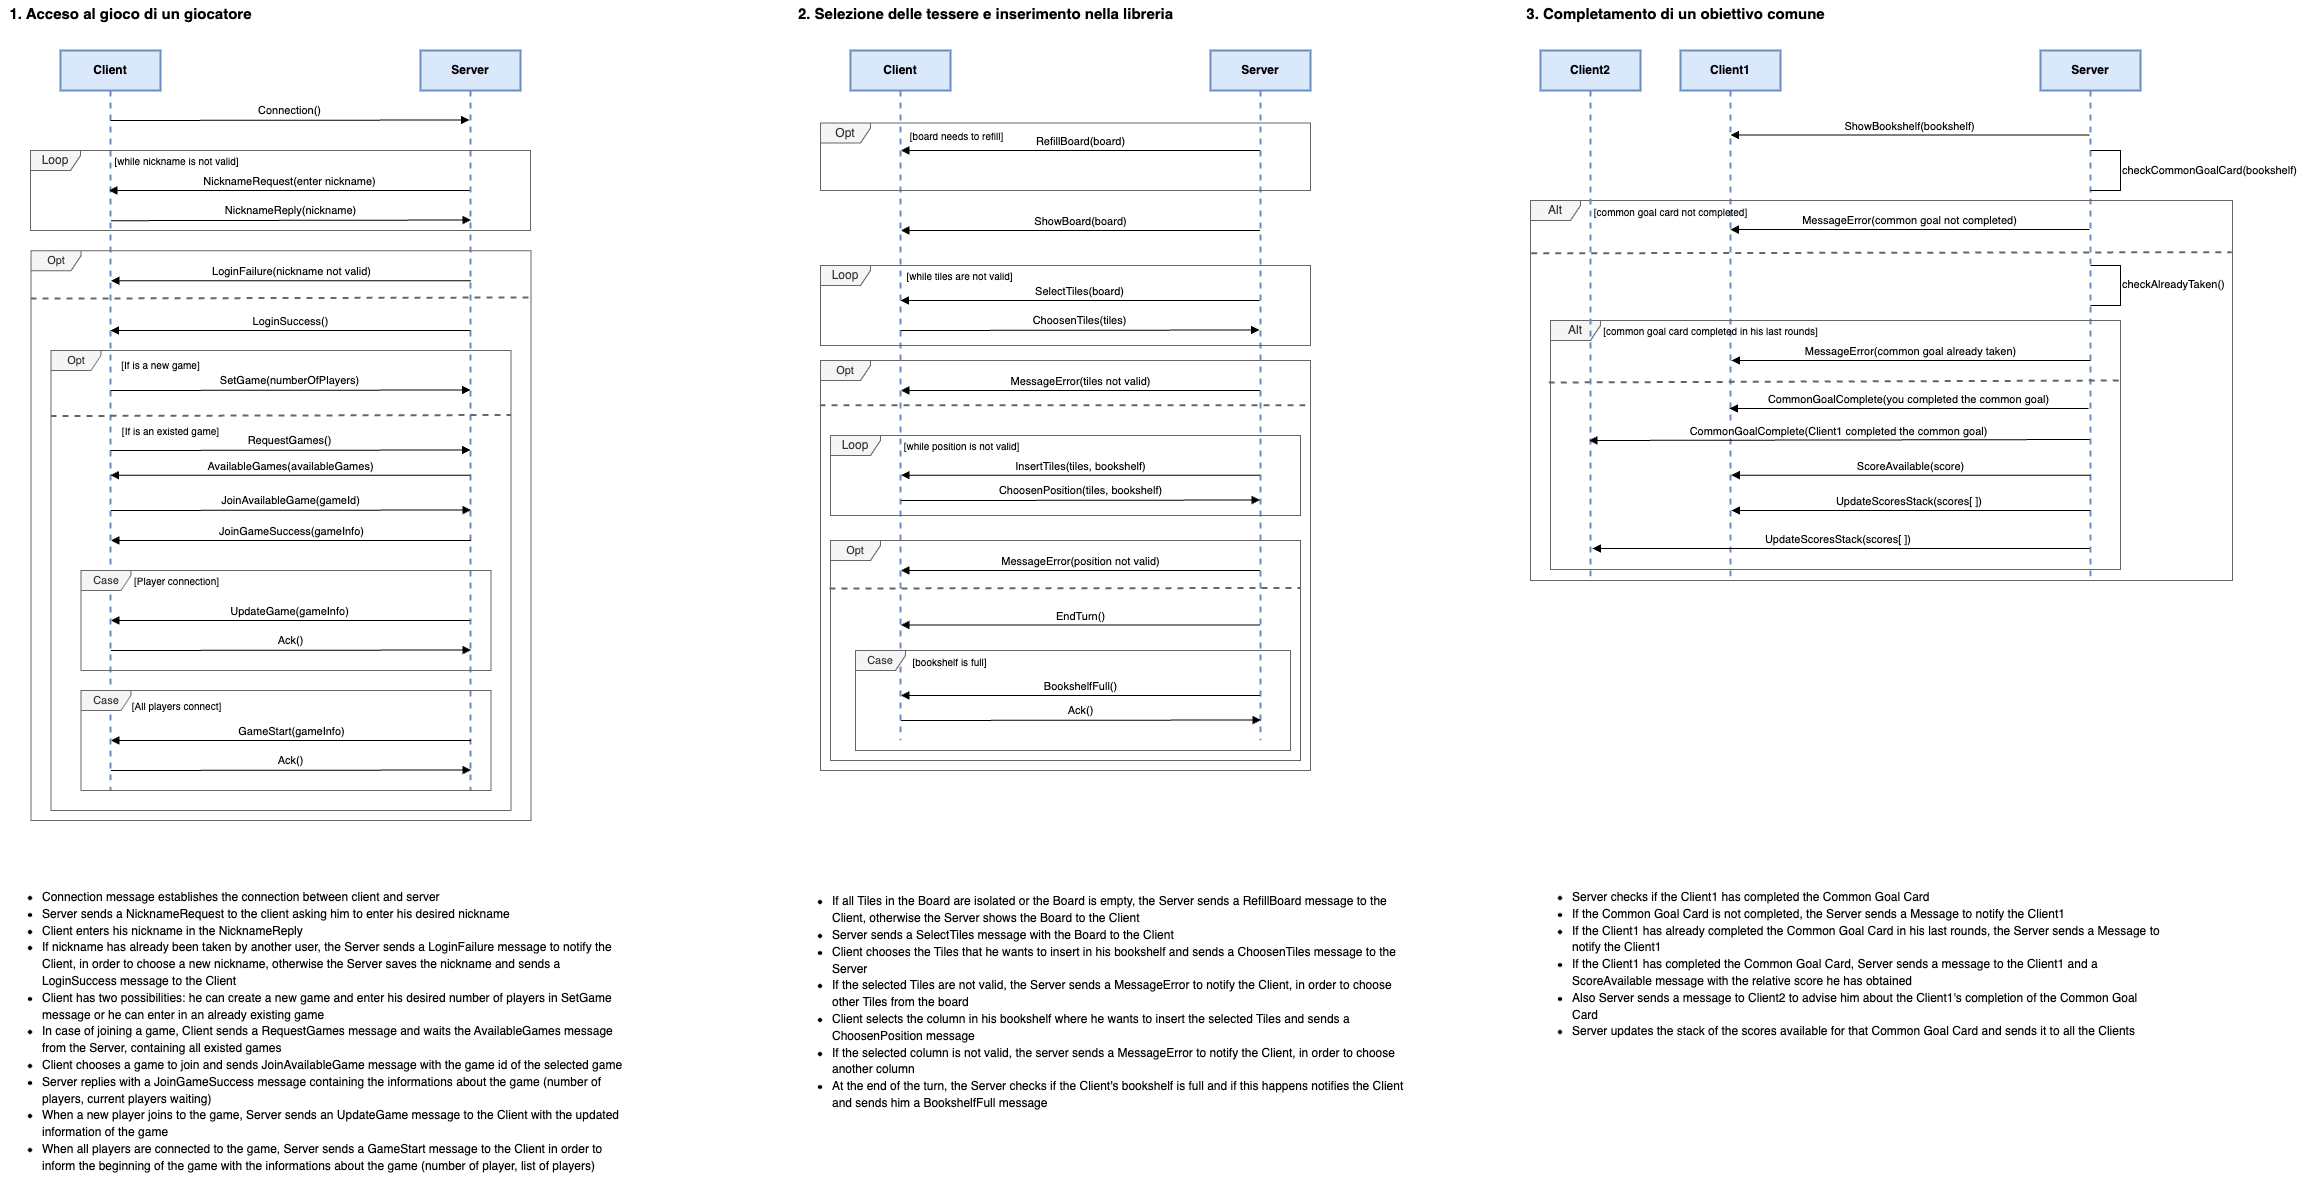 1. Acceso al gioco di un giocatore
Client
Server
Connection()
Loop
[while nickname is not valid]
NicknameRequest(enter nickname)
NicknameReply(nickname)
Opt
LoginFailure(nickname not valid)
LoginSuccess()
Opt
[If is a new game]
SetGame(numberOfPlayers)
[If is an existed game]
RequestGames()
AvailableGames(availableGames)
JoinAvailableGame(gameId)
JoinGameSuccess(gameInfo)
Case
[Player connection]
UpdateGame(gameInfo)
Ack()
Case
[All players connect]
GameStart(gameInfo)
Ack()
• Connection message establishes the connection between client and server
• Server sends a NicknameRequest to the client asking him to enter his desired nickname
• Client enters his nickname in the NicknameReply
• If nickname has already been taken by another user, the Server sends a LoginFailure message to notify the
Client, in order to choose a new nickname, otherwise the Server saves the nickname and sends a
LoginSuccess message to the Client
• Client has two possibilities: he can create a new game and enter his desired number of players in SetGame
message or he can enter in an already existing game
• In case of joining a game, Client sends a RequestGames message and waits the AvailableGames message
from the Server, containing all existed games
• Client chooses a game to join and sends JoinAvailableGame message with the game id of the selected game
• Server replies with a JoinGameSuccess message containing the informations about the game (number of
players, current players waiting)
• When a new player joins to the game, Server sends an UpdateGame message to the Client with the updated
information of the game
• When all players are connected to the game, Server sends a GameStart message to the Client in order to
inform the beginning of the game with the informations about the game (number of player, list of players)
2. Selezione delle tessere e inserimento nella libreria
Client
Server
Opt
[board needs to refill]
RefillBoard(board)
ShowBoard(board)
Loop
[while tiles are not valid]
SelectTiles(board)
ChoosenTiles(tiles)
Opt
MessageError(tiles not valid)
Loop
[while position is not valid]
InsertTiles(tiles, bookshelf)
ChoosenPosition(tiles, bookshelf)
Opt
MessageError(position not valid)
EndTurn()
Case
[bookshelf is full]
BookshelfFull()
Ack()
• If all Tiles in the Board are isolated or the Board is empty, the Server sends a RefillBoard message to the
Client, otherwise the Server shows the Board to the Client
• Server sends a SelectTiles message with the Board to the Client
• Client chooses the Tiles that he wants to insert in his bookshelf and sends a ChoosenTiles message to the
Server
• If the selected Tiles are not valid, the Server sends a MessageError to notify the Client, in order to choose
other Tiles from the board
• Client selects the column in his bookshelf where he wants to insert the selected Tiles and sends a
ChoosenPosition message
• If the selected column is not valid, the server sends a MessageError to notify the Client, in order to choose
another column
• At the end of the turn, the Server checks if the Client's bookshelf is full and if this happens notifies the Client
and sends him a BookshelfFull message
3. Completamento di un obiettivo comune
Client2
Client1
Server
ShowBookshelf(bookshelf)
checkCommonGoalCard(bookshelf)
Alt
[common goal card not completed]
MessageError(common goal not completed)
checkAlreadyTaken()
Alt
[common goal card completed in his last rounds]
MessageError(common goal already taken)
CommonGoalComplete(you completed the common goal)
CommonGoalComplete(Client1 completed the common goal)
ScoreAvailable(score)
UpdateScoresStack(scores[ ])
UpdateScoresStack(scores[ ])
• Server checks if the Client1 has completed the Common Goal Card
• If the Common Goal Card is not completed, the Server sends a Message to notify the Client1
• If the Client1 has already completed the Common Goal Card in his last rounds, the Server sends a Message to
notify the Client1
• If the Client1 has completed the Common Goal Card, Server sends a message to the Client1 and a
ScoreAvailable message with the relative score he has obtained
• Also Server sends a message to Client2 to advise him about the Client1's completion of the Common Goal
Card
• Server updates the stack of the scores available for that Common Goal Card and sends it to all the Clients